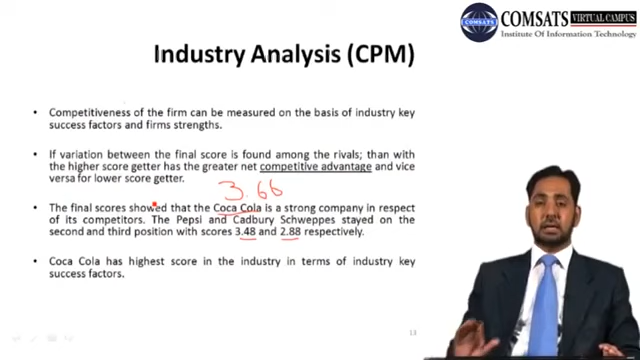 COMSATS VIRTUAL CAMPUS
Institute Of Information Technology
Industry Analysis (CPM)
• Competitiveness of the firm can be measured on the basis of industry key
success factors and firms strengths.
• If variation between the final score is found among the rivals, than with
the higher score getter has the greater net competitive advantage and vice
versa for lower score getter.
3.66
• The final scores showed that the Coca Cola is a strong company in respect
of its competitors. The Pepsi and Cadbury Schweppes stayed on the
second and third position with scores 3.48 and 2.88 respectively.
• Coca Cola has highest score in the industry in terms of industry key
success factors.
13